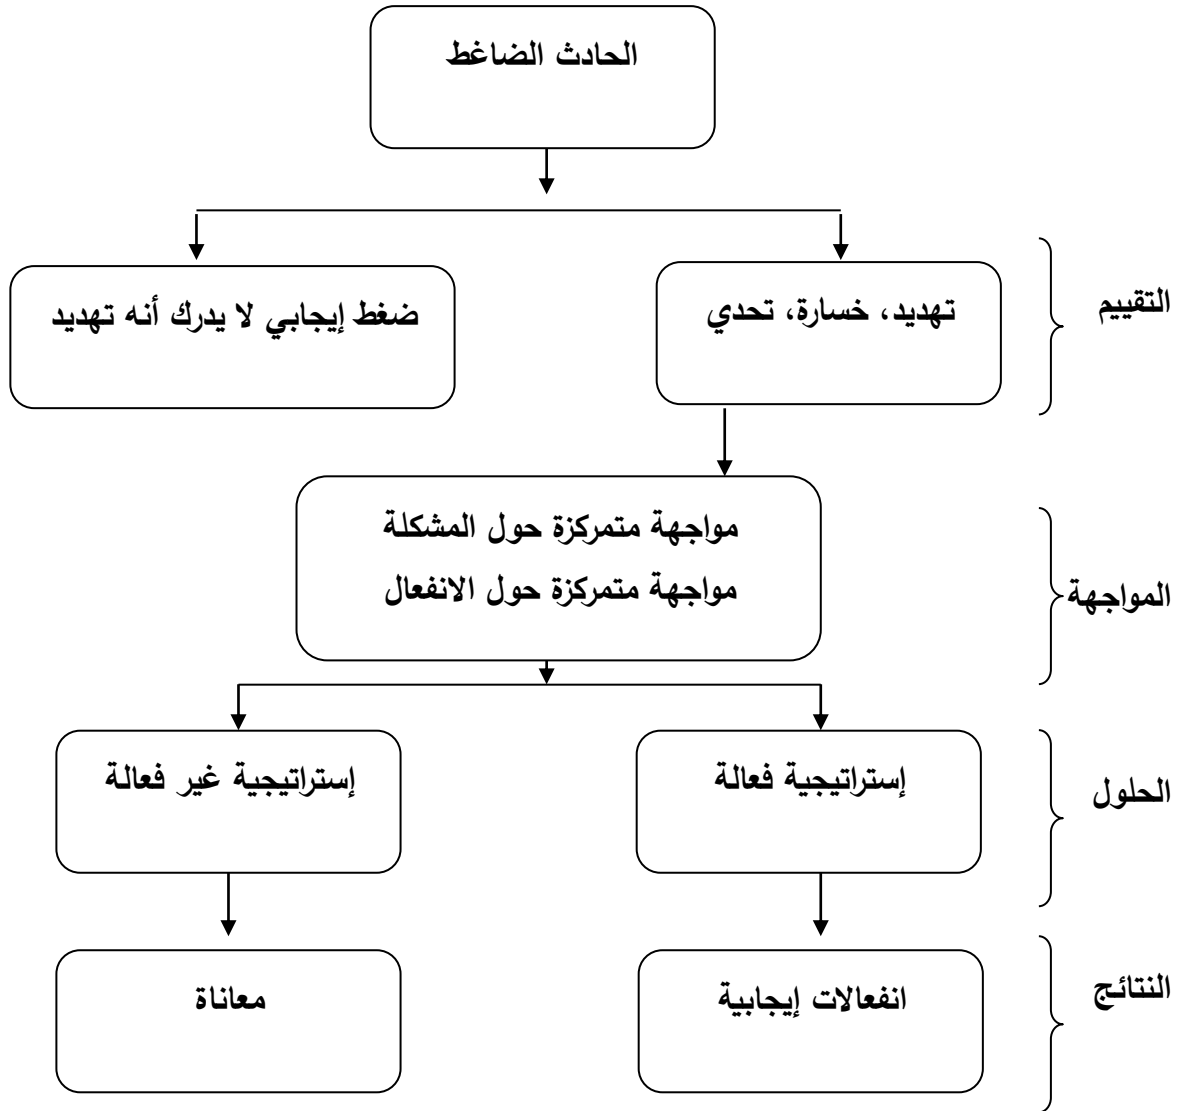 الحادث الضاغط
التقييم
تهديد، خسارة، تحدي
ضغط إيجابي لا يدرك أنه تهديد
المواجهة
مواجهة متمركزة حول المشكلة
مواجهة متمركزة حول الانفعال
الحلول
إستراتيجية فعالة
إستراتيجية غير فعالة
النتائج
انفعالات إيجابية
معاناة